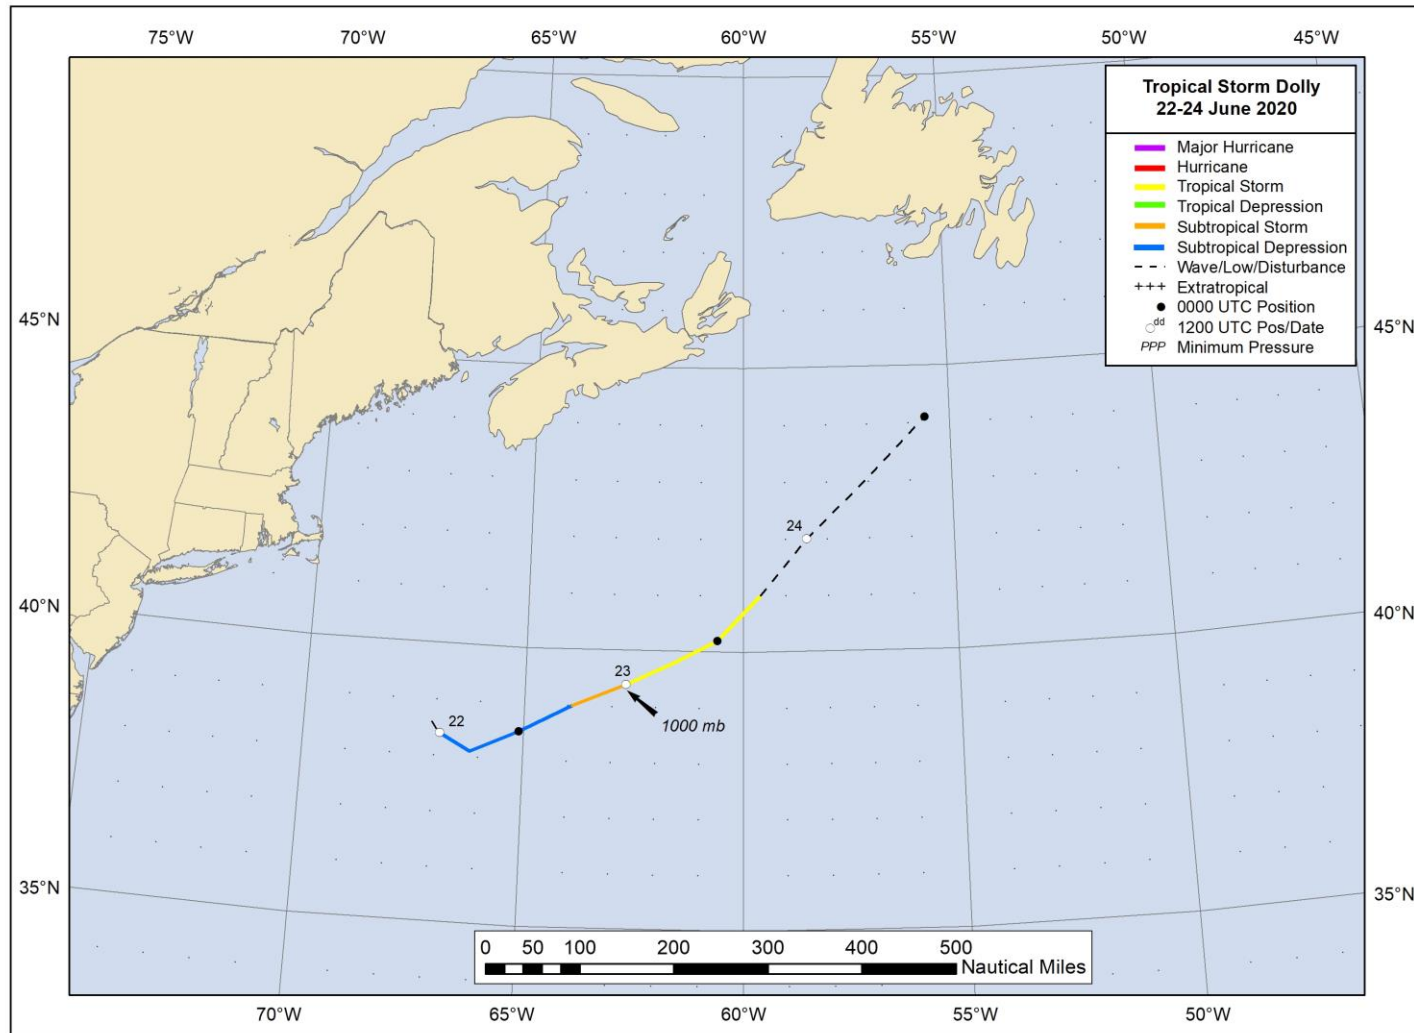 75°W 70°W 65°W 60°W 55°W 50°W 45°W
Tropical Storm Dolly
22-24 June 2020
Major Hurricane
Hurricane
Tropical Storm
Tropical Depression
Subtropical Storm
Subtropical Depression
Wave/Low/Disturbance
+++ Extratropical
0000 UTC Position
dd 1200 UTC Pos/Date
PPP Minimum Pressure
45°N 45°N
24
40°N 40°N
23
22
1000 mb
35°N 35°N
0 50 100 200 300 400 500
Nautical Miles
70°W 65°W 60°W 55°W 50°W